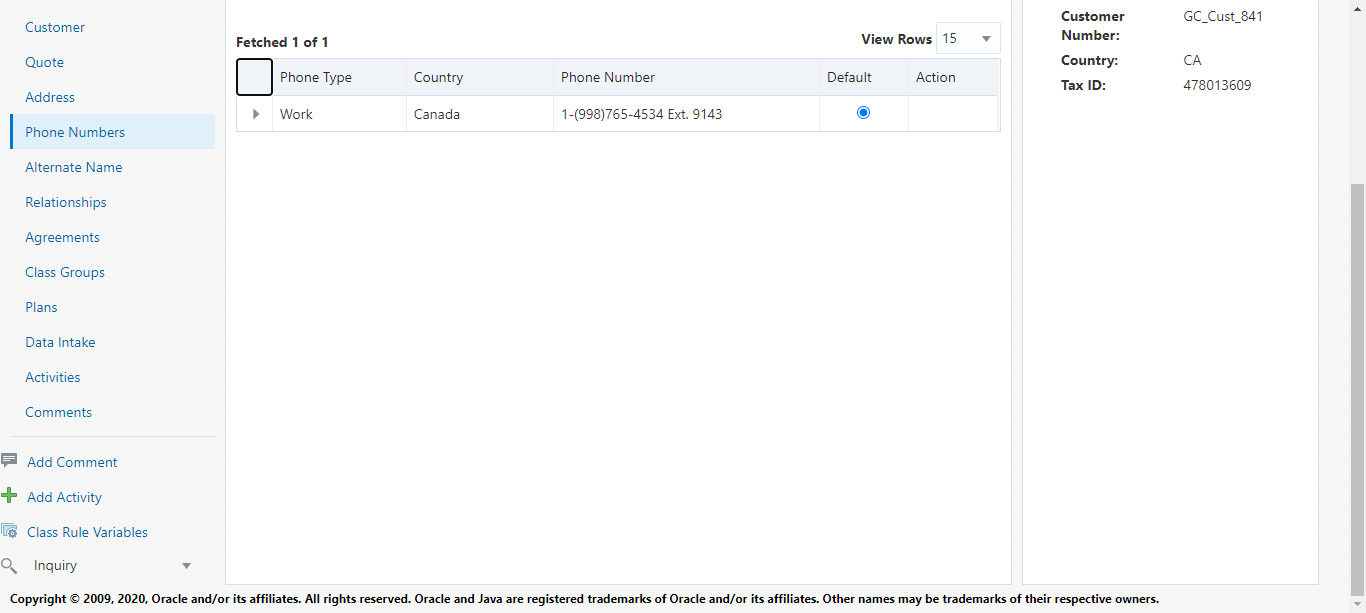 Customer
Quote
Address
Phone Numbers
Alternate Name
Relationships
Agreements
Class Groups
Plans
Data Intake
Activities
Comments
Add Comment
Add Activity
Class Rule Variables
Inquiry
Fetched 1 of 1
View Rows 15
Phone Type Country Phone Number Default Action
Work Canada 1-(998)765-4534 Ext. 9143
Customer Number: GC_Cust_841
Country: CA
Tax ID: 478013609
Copyright © 2009, 2020, Oracle and/or its affiliates. All rights reserved. Oracle and Java are registered trademarks of Oracle and/or its affiliates. Other names may be trademarks of their respective owners.